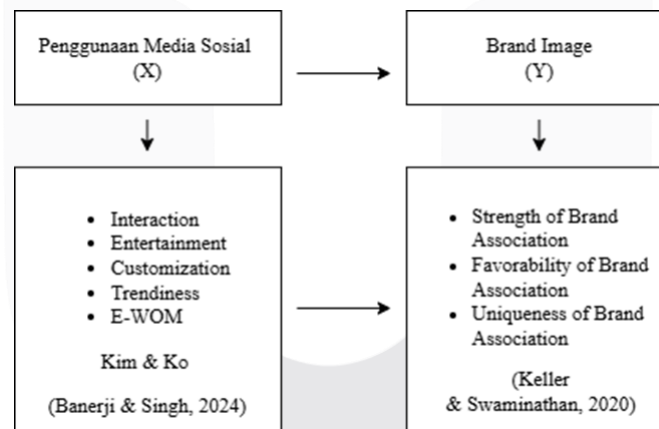 Penggunaan Media Sosial
(X)
Brand Image
(Y)
• Interaction
• Entertainment
• Customization
• Trendiness
• E-WOM
Kim & Ko
(Banerji & Singh, 2024)
• Strength of Brand
Association
• Favorability of Brand
Association
• Uniqueness of Brand
Association
(Keller
& Swaminathan, 2020)